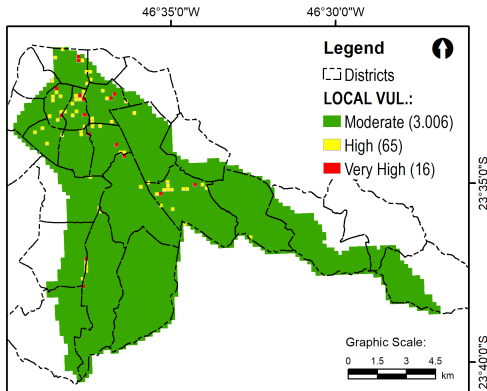 46°35'0"W 46°30'0"W
Legend
Districts
LOCAL VUL.:
Moderate (3.006)
High (65)
Very High (16)
23°35'0"S
Graphic Scale:
0 1.5 3 4.5
km
23°40'0"S